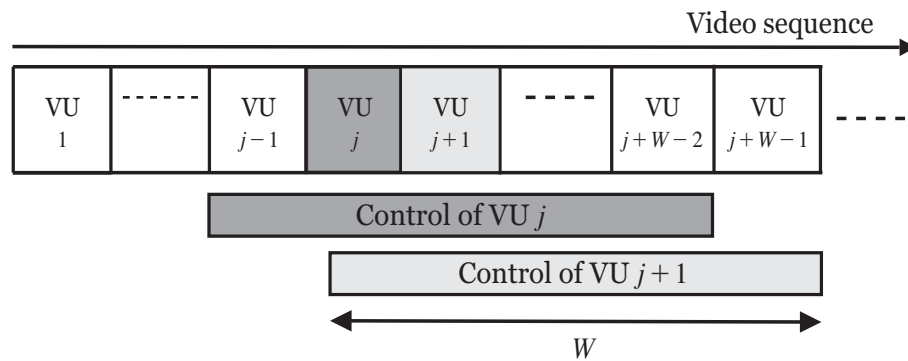 Video sequence
VU VU VU VU VU VU
1 j−1 j j+1 j+W−2 j+W−1
Control of VU j
Control of VU j+1
W